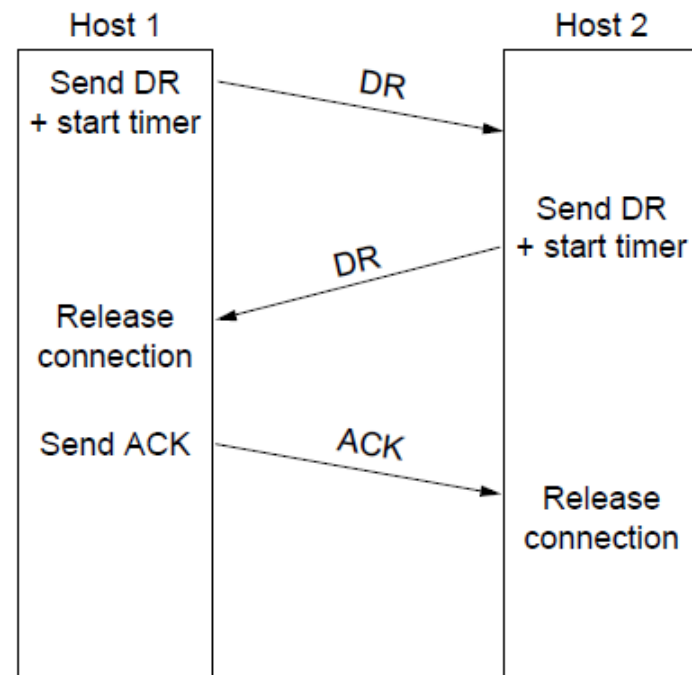 Host 1
Host 2
Send DR
+ start timer
DR
Send DR
+ start timer
DR
Release
connection
Send ACK
ACK
Release
connection